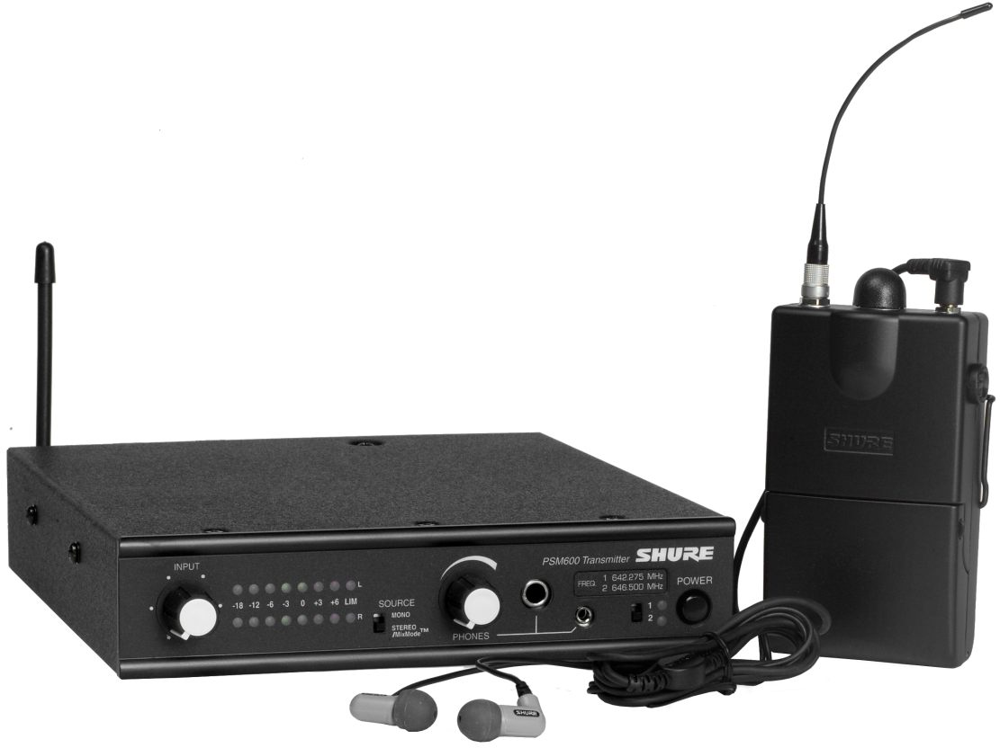 SHURE
PSM600 Transmitter SHURE
INPUT
L
-18 -12 -6 -3 0 +3 +6 LIM
R
SOURCE
MONO
STEREO
/MixMode™
PHONES
FREQ. 1 642.275 MHz
2 646.500 MHz
1
2
POWER
SHURE